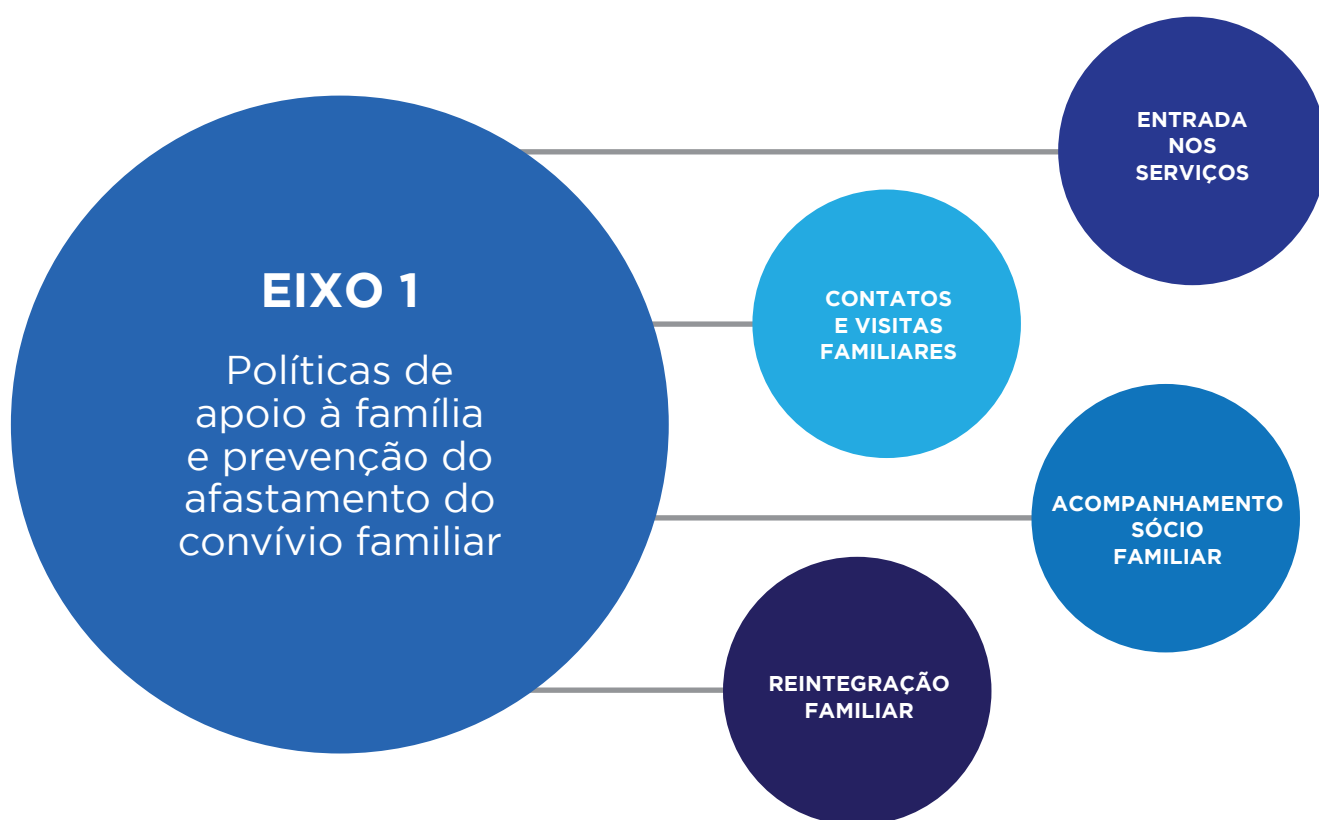 EIXO 1
Políticas de
apoio à família
e prevenção do
afastamento do
convívio familiar
ENTRADA
NOS
SERVIÇOS
CONTATOS
E VISITAS
FAMILIARES
ACOMPANHAMENTO
SÓCIO
FAMILIAR
REINTEGRAÇÃO
FAMILIAR